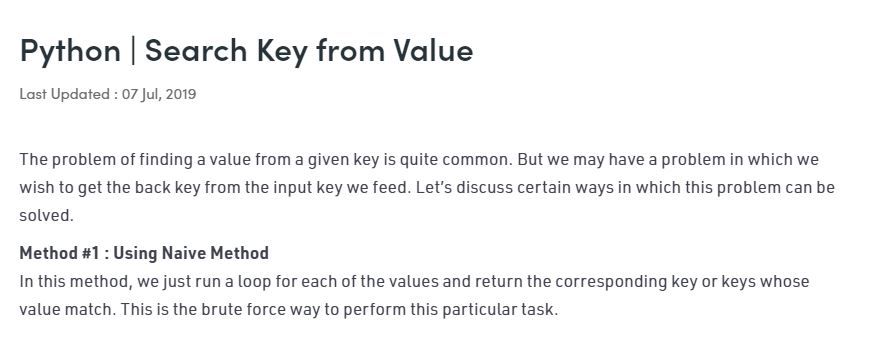 Python | Search Key from Value
Last Updated : 07 Jul, 2019
The problem of finding a value from a given key is quite common. But we may have a problem in which we
wish to get the back key from the input key we feed. Let's discuss certain ways in which this problem can be
solved.
Method #1 : Using Naive Method
In this method, we just run a loop for each of the values and return the corresponding key or keys whose
value match. This is the brute force way to perform this particular task.